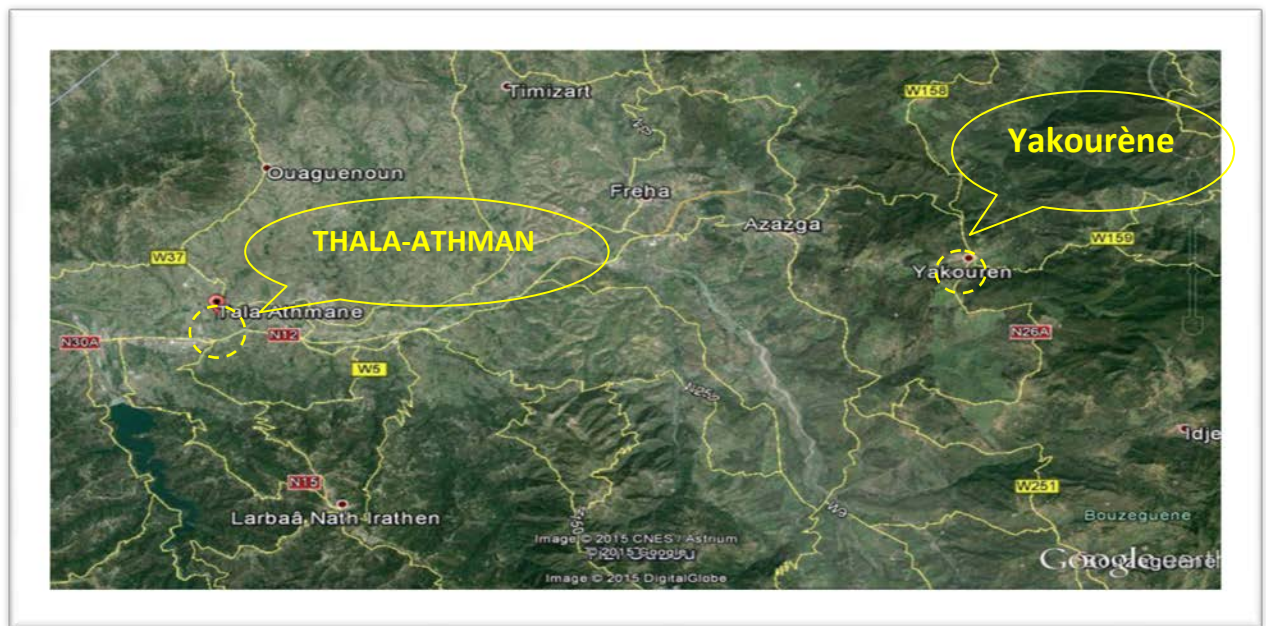 Timizart
W158
Yakourène
Ouaguenoun
Freha
THALA-ATHMAN
Azazga
W159
W37
Yakouren
Tala Athmane
N12
N26A
N30A
W5
Idje
N15
W251
Larbaâ Nath Irathen
W9
Bouzeguene
Image © 2015 CNES / Astrium
© 2015 Google
Image © 2015 DigitalGlobe
Google earth